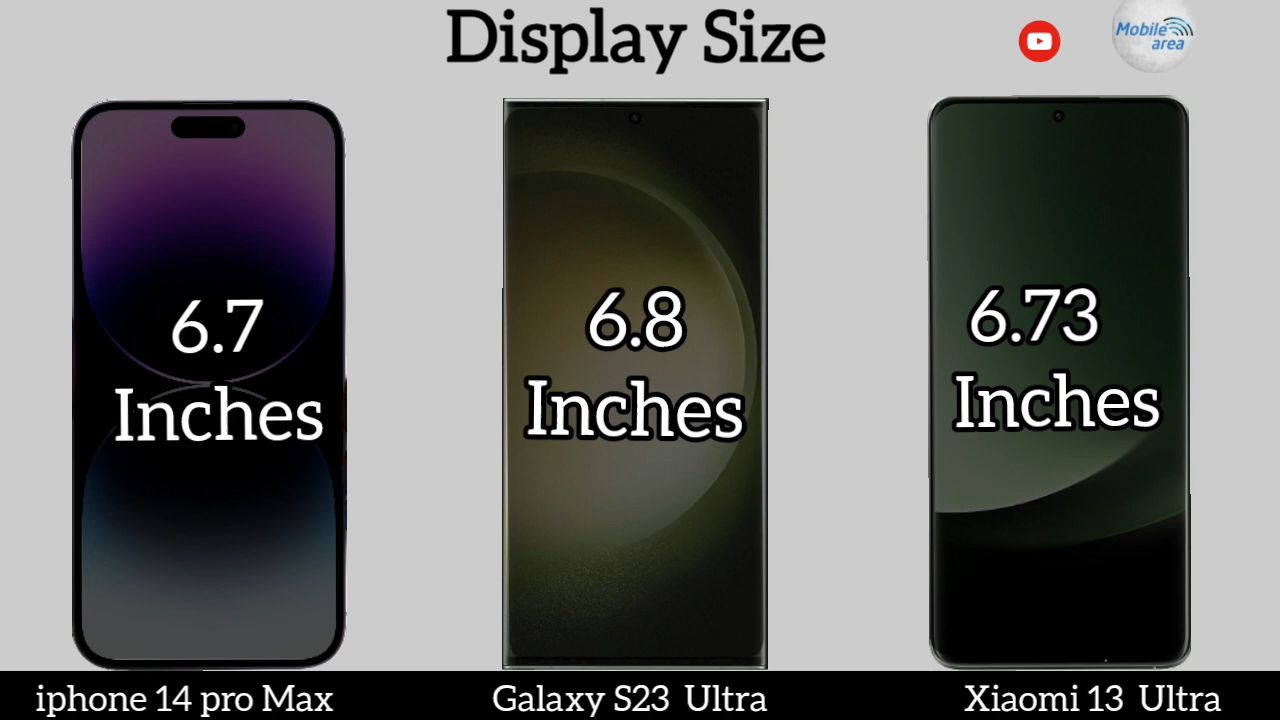 Display Size
Mobile
area
6.7
Inches
6.8
Inches
6.73
Inches
iphone 14 pro Max
Galaxy S23 Ultra
Xiaomi 13 Ultra